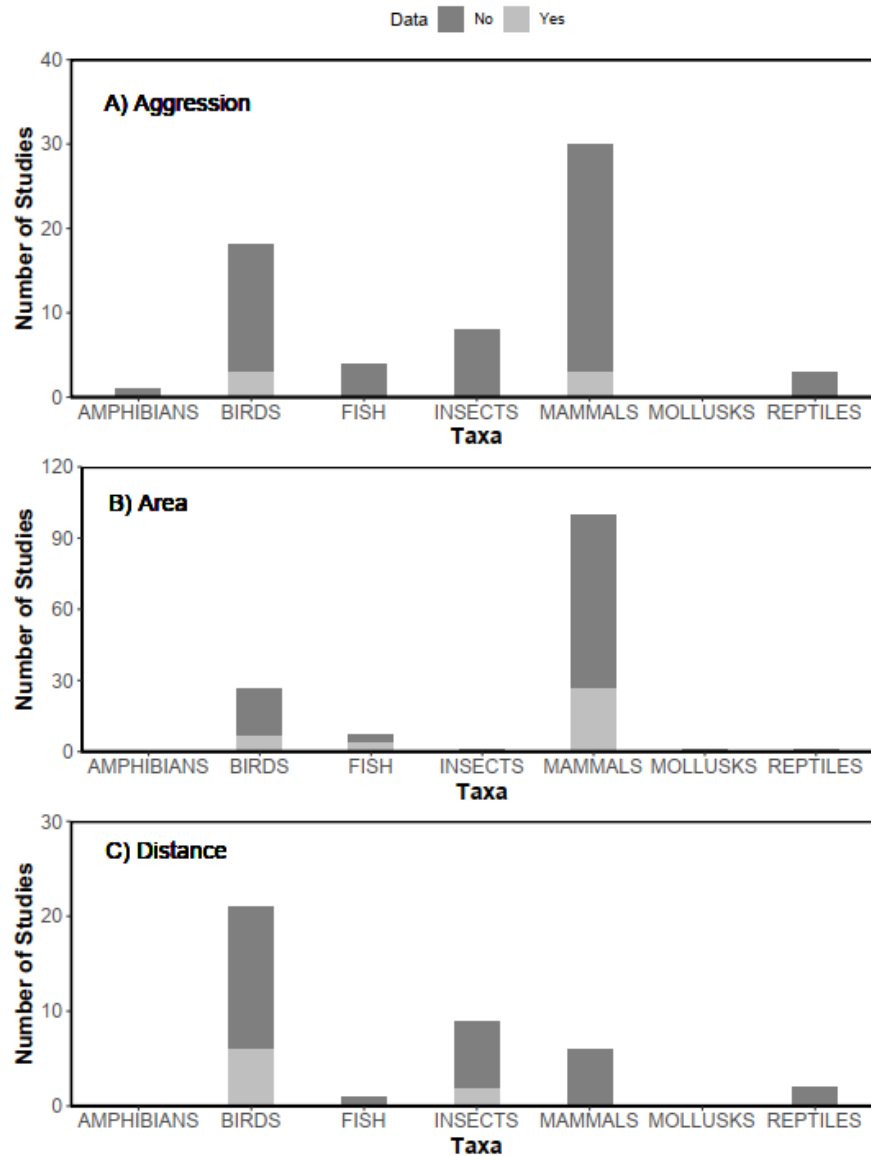 Data No Yes
A) Aggression
Number of Studies
40
30
20
10
0
AMPHIBIANS BIRDS FISH INSECTS MAMMALS MOLLUSKS REPTILES
Taxa
B) Area
Number of Studies
120
90
60
30
0
AMPHIBIANS BIRDS FISH INSECTS MAMMALS MOLLUSKS REPTILES
Taxa
C) Distance
Number of Studies
30
20
10
0
AMPHIBIANS BIRDS FISH INSECTS MAMMALS MOLLUSKS REPTILES
Taxa